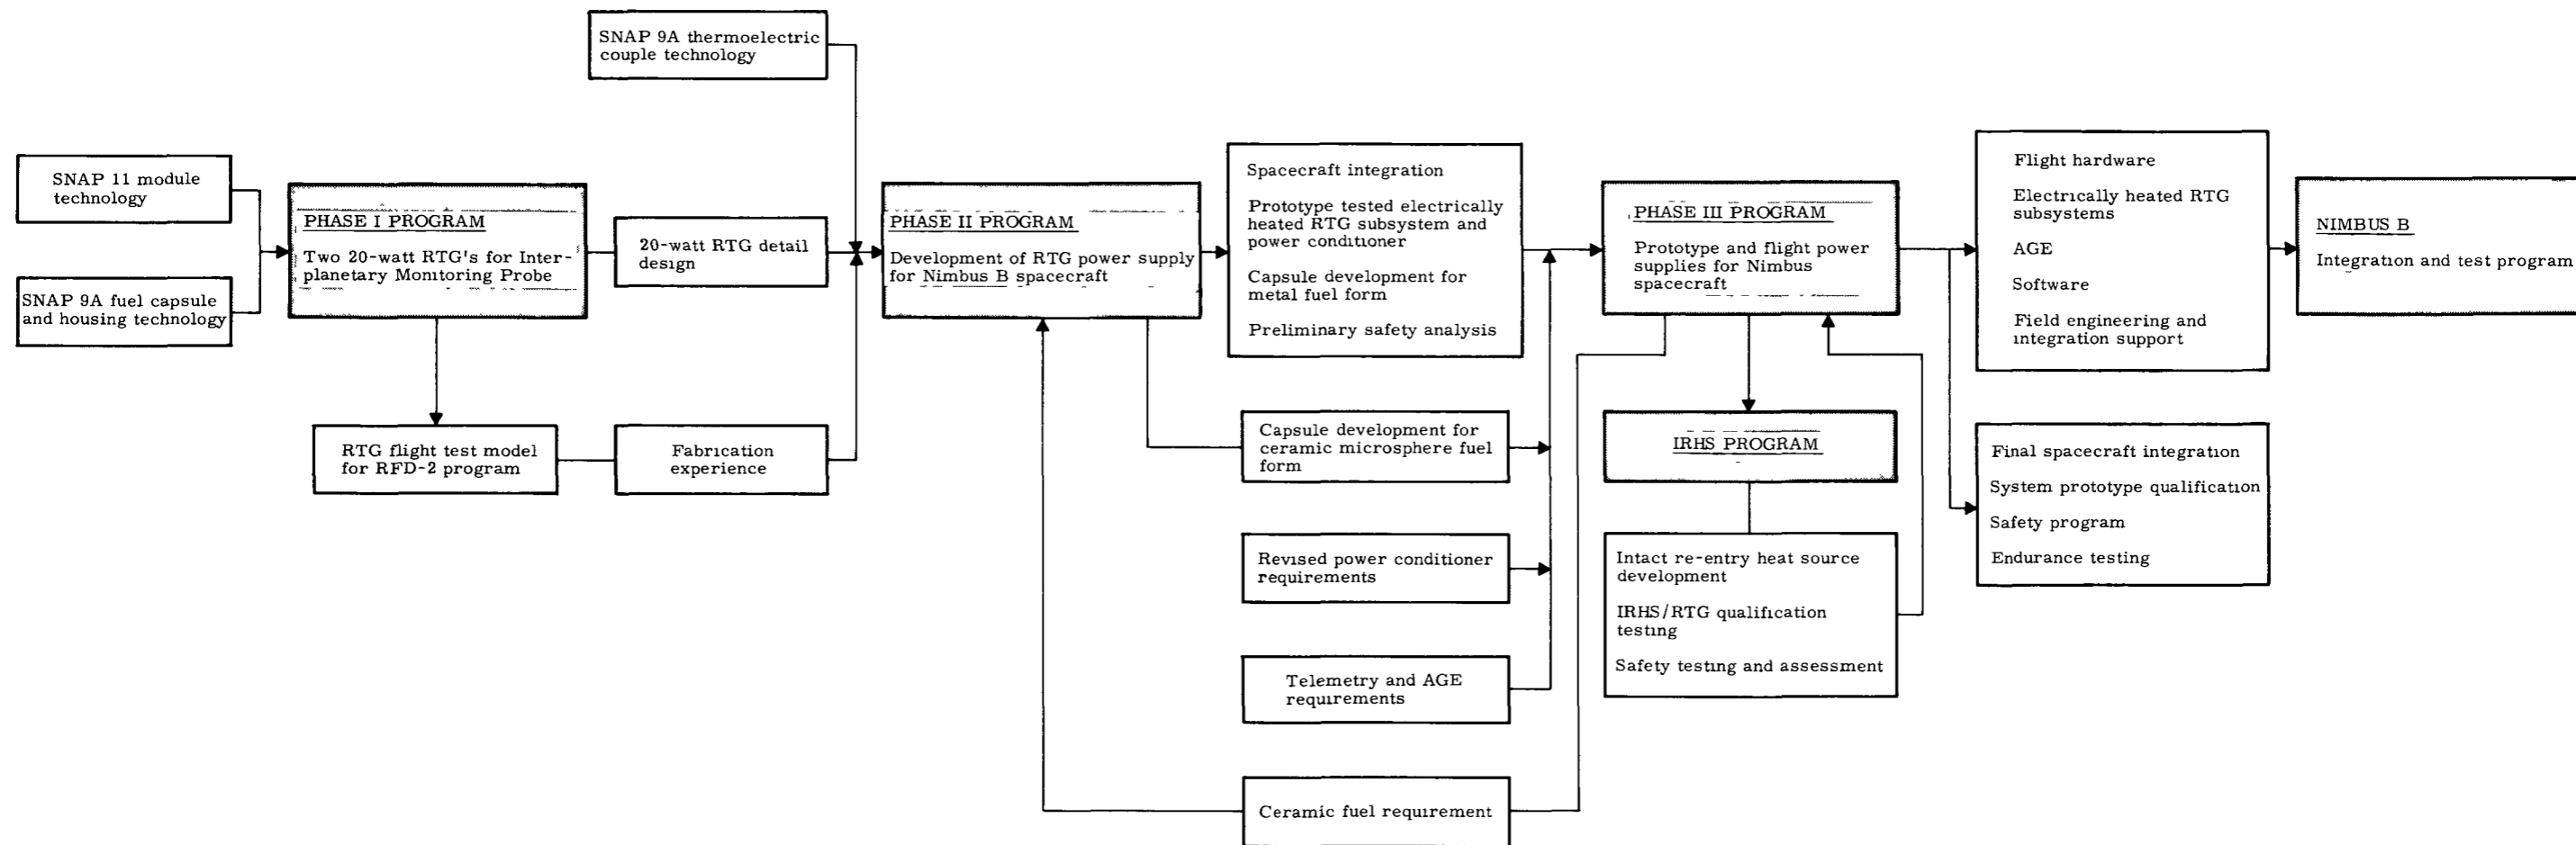 SNAP 9A thermoelectric
couple technology
SNAP 11 module
technology
SNAP 9A fuel capsule
and housing technology
PHASE I PROGRAM
Two 20-watt RTG's for Inter-
planetary Monitoring Probe
20-watt RTG detail
design
RTG flight test model
for RFD-2 program
Fabrication
experience
PHASE II PROGRAM
Development of RTG power supply
for Nimbus B spacecraft
Spacecraft integration
Prototype tested electrically
heated RTG subsystem and
power conditioner
Capsule development for
metal fuel form
Preliminary safety analysis
Capsule development for
ceramic microsphere fuel
form
Revised power conditioner
requirements
Telemetry and AGE
requirements
Ceramic fuel requirement
PHASE III PROGRAM
Prototype and flight power
supplies for Nimbus
spacecraft
IRHS PROGRAM
Intact re-entry heat source
development
IRHS/RTG qualification
testing
Safety testing and assessment
Flight hardware
Electrically heated RTG
subsystems
AGE
Software
Field engineering and
integration support
Final spacecraft integration
System prototype qualification
Safety program
Endurance testing
NIMBUS B
Integration and test program